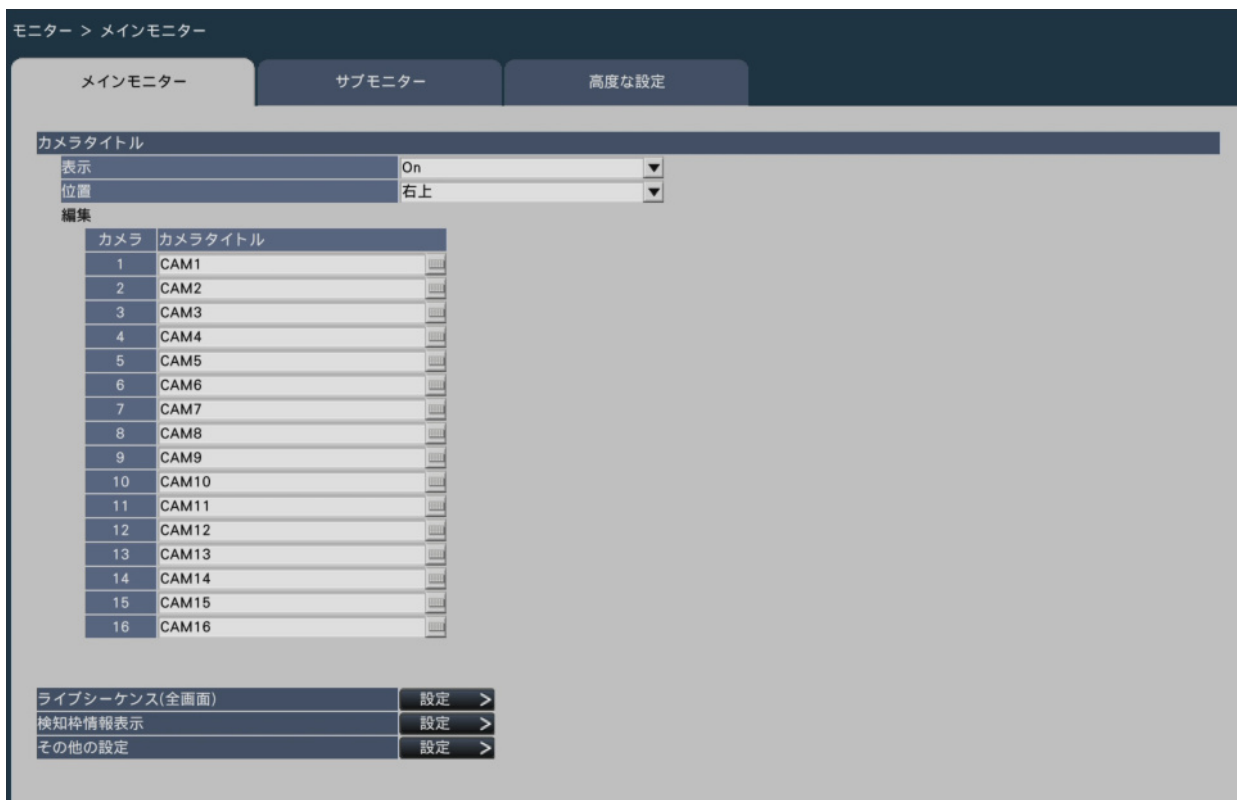 モニター > メインモニター
メインモニター サブモニター 高度な設定
カメラタイトル
表示 On
位置 右上
編集
カメラ カメラタイトル
1 CAM1
2 CAM2
3 CAM3
4 CAM4
5 CAM5
6 CAM6
7 CAM7
8 CAM8
9 CAM9
10 CAM10
11 CAM11
12 CAM12
13 CAM13
14 CAM14
15 CAM15
16 CAM16
ライブシーケンス(全画面) 設定 >
検知枠情報表示 設定 >
その他の設定 設定 >